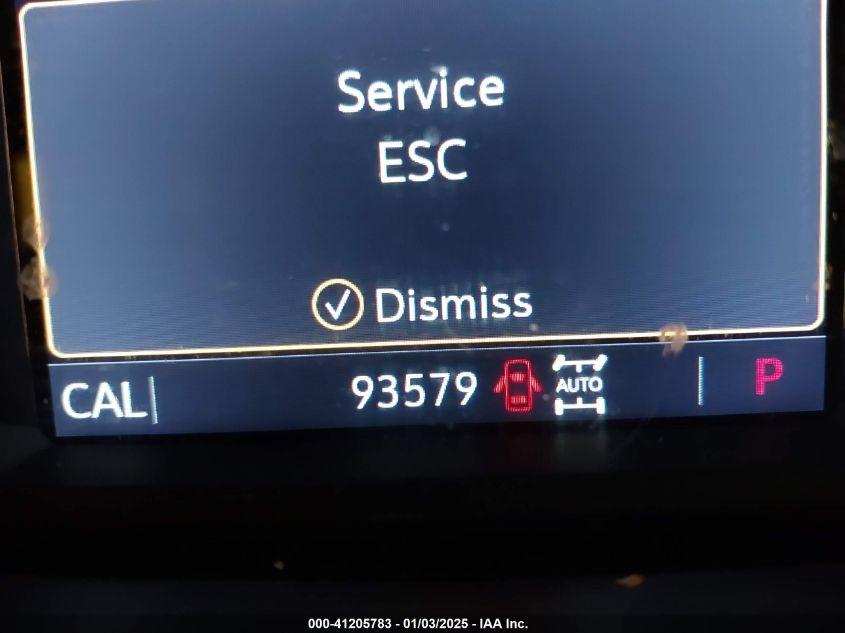 Service
ESC
Dismiss
CAL 93579 AUTO P
000-41205783 - 01/03/2025 - IAA Inc.